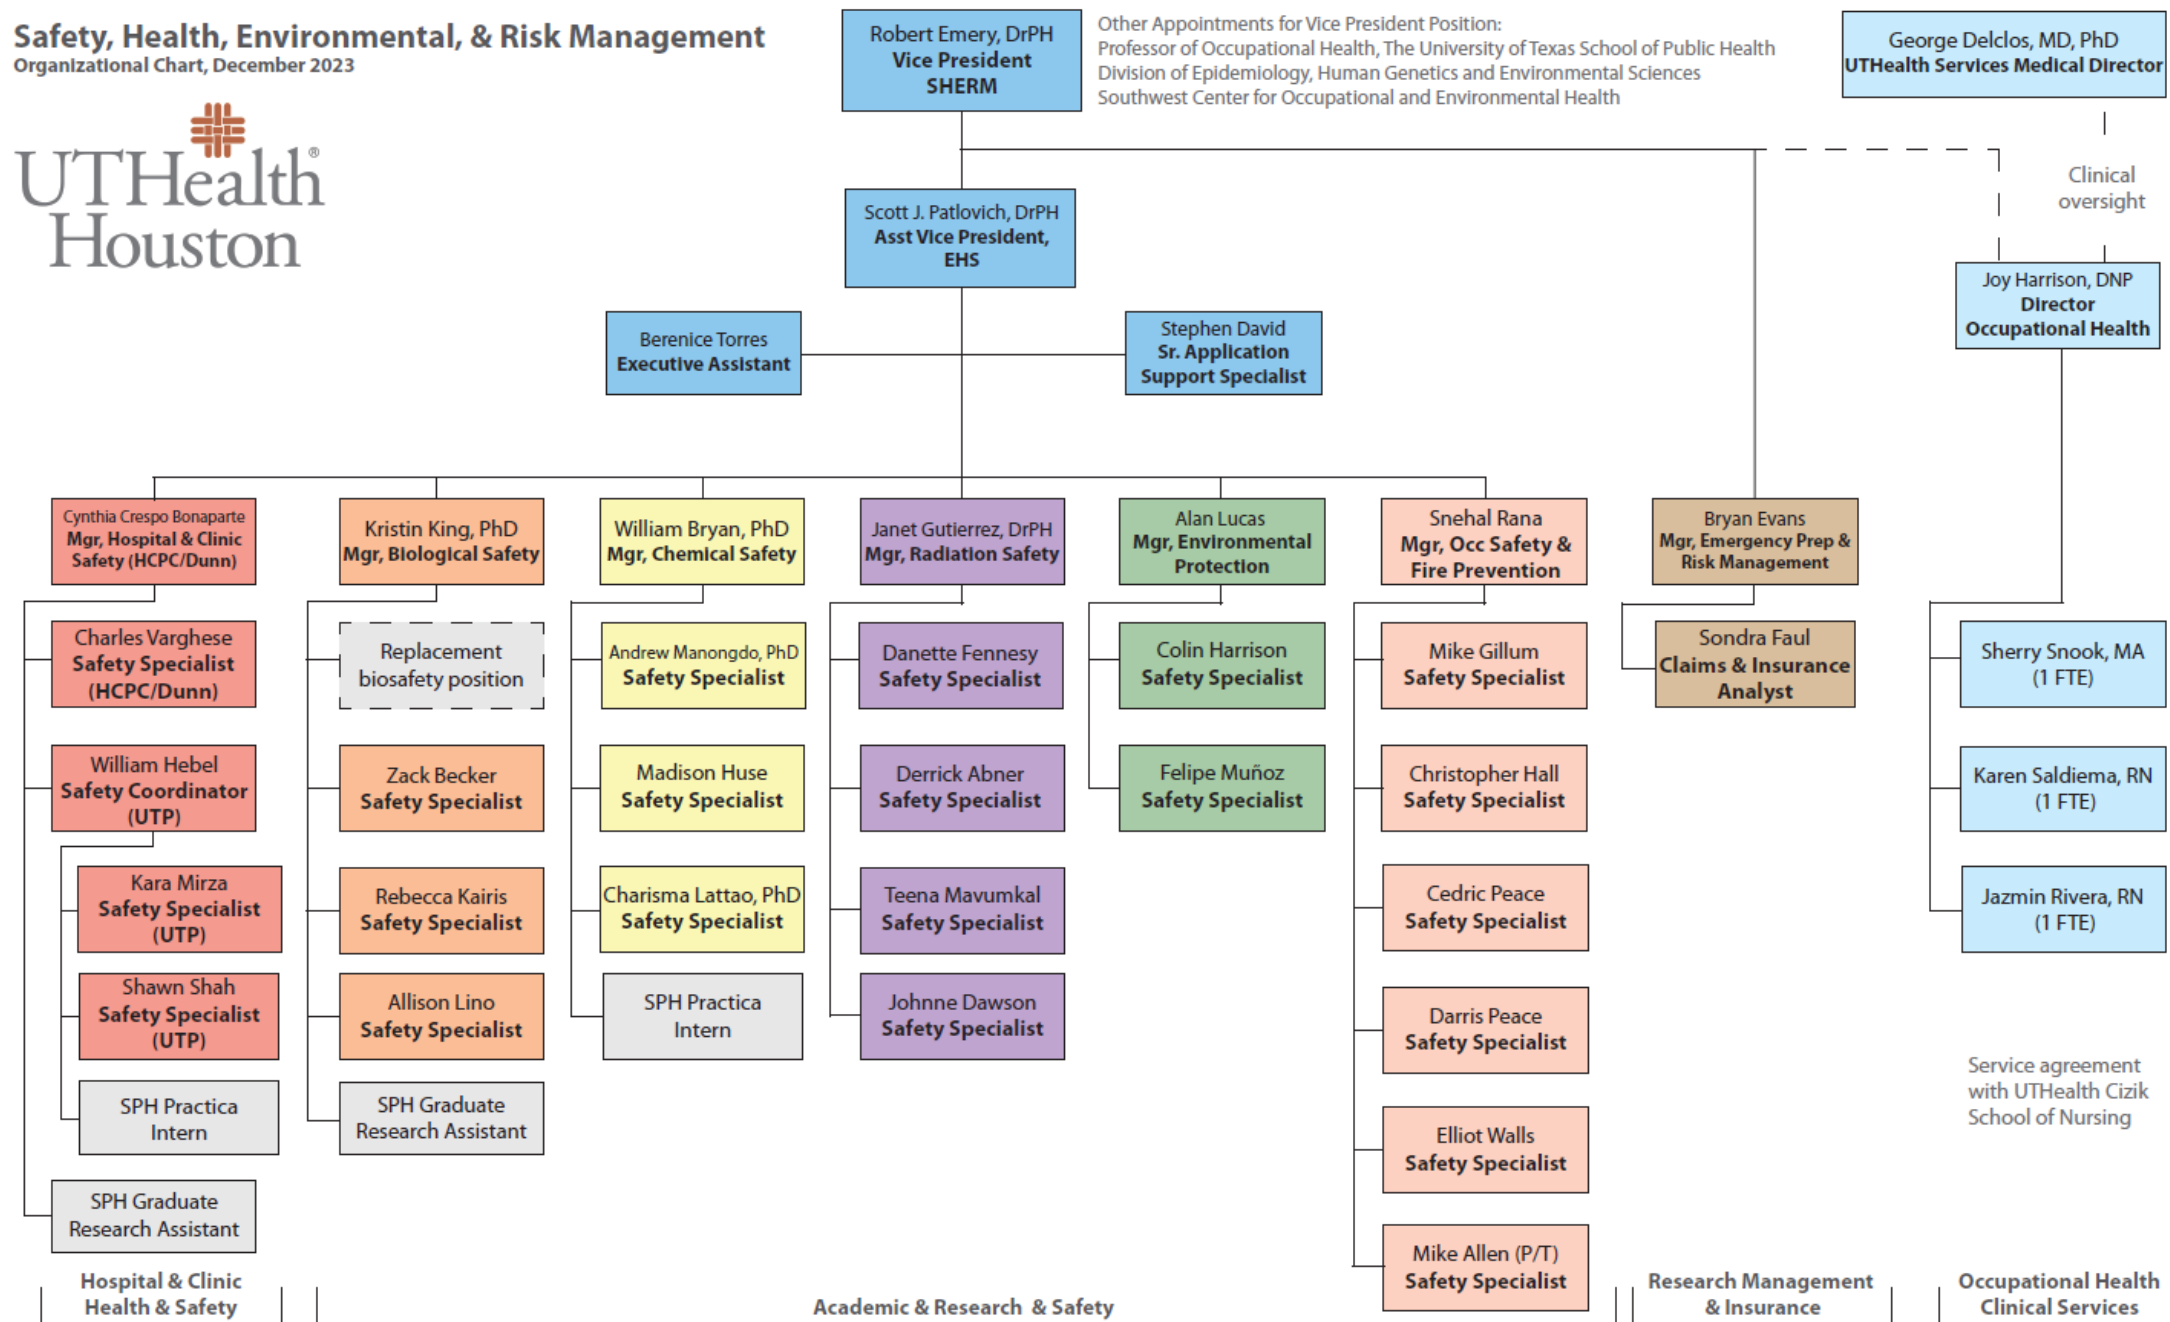 Safety, Health, Environmental, & Risk Management
Organizational Chart, December 2023
UTHealth®
Houston
Robert Emery, DrPH
Vice President
SHERM
Other Appointments for Vice President Position:
Professor of Occupational Health, The University of Texas School of Public Health
Division of Epidemiology, Human Genetics and Environmental Sciences
Southwest Center for Occupational and Environmental Health
George Delclos, MD, PhD
UTHealth Services Medical Director
Clinical
oversight
Scott J. Patlovich, DrPH
Asst Vice President,
EHS
Joy Harrison, DNP
Director
Occupational Health
Berenice Torres
Executive Assistant
Stephen David
Sr. Application
Support Specialist
Cynthia Crespo Bonaparte
Mgr, Hospital & Clinic
Safety (HCPC/Dunn)
Charles Varghese
Safety Specialist
(HCPC/Dunn)
William Hebel
Safety Coordinator
(UTP)
Kara Mirza
Safety Specialist
(UTP)
Shawn Shah
Safety Specialist
(UTP)
SPH Practica
Intern
SPH Graduate
Research Assistant
Kristin King, PhD
Mgr, Biological Safety
Replacement
biosafety position
Zack Becker
Safety Specialist
Rebecca Kairis
Safety Specialist
Allison Lino
Safety Specialist
SPH Graduate
Research Assistant
William Bryan, PhD
Mgr, Chemical Safety
Andrew Manongdo, PhD
Safety Specialist
Madison Huse
Safety Specialist
Charisma Lattao, PhD
Safety Specialist
SPH Practica
Intern
Janet Gutierrez, DrPH
Mgr, Radiation Safety
Danette Fennesy
Safety Specialist
Derrick Abner
Safety Specialist
Teena Mavumkal
Safety Specialist
Johnne Dawson
Safety Specialist
Alan Lucas
Mgr, Environmental
Protection
Colin Harrison
Safety Specialist
Felipe Muñoz
Safety Specialist
Snehal Rana
Mgr, Occ Safety &
Fire Prevention
Mike Gillum
Safety Specialist
Christopher Hall
Safety Specialist
Cedric Peace
Safety Specialist
Darris Peace
Safety Specialist
Elliot Walls
Safety Specialist
Mike Allen (P/T)
Safety Specialist
Bryan Evans
Mgr, Emergency Prep &
Risk Management
Sondra Faul
Claims & Insurance
Analyst
Sherry Snook, MA
(1 FTE)
Karen Saldiema, RN
(1 FTE)
Jazmin Rivera, RN
(1 FTE)
Service agreement
with UTHealth Cizik
School of Nursing
Hospital & Clinic
Health & Safety
Academic & Research & Safety
Research Management
& Insurance
Occupational Health
Clinical Services